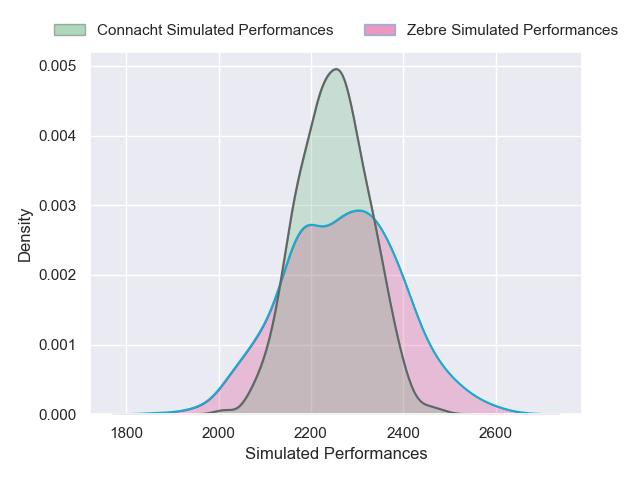 Connacht Simulated Performances Zebre Simulated Performances
0.005
0.004
0.003
0.002
0.001
0.000
Density
1800 2000 2200 2400 2600
Simulated Performances